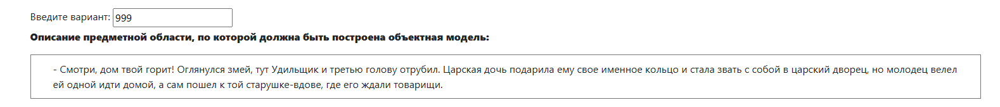 Введите вариант: 999
Описание предметной области, по которой должна быть построена объектная модель:
- Смотри, дом твой горит! Оглянулся змей, тут Удильщик и третью голову отрубил. Царская дочь подарила ему свое именное кольцо и стала звать с собой в царский дворец, но молодец велел
ей одной идти домой, а сам пошел к той старушке-вдове, где его ждали товарищи.